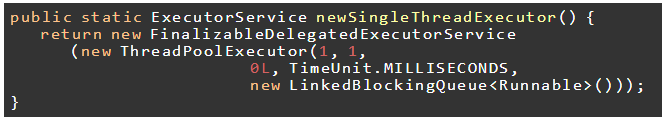 public static ExecutorService newSingleThreadExecutor() {
return new FinalizableDelegatedExecutorService
(new ThreadPoolExecutor(1, 1,
0L, TimeUnit.MILLISECONDS,
new LinkedBlockingQueue<Runnable>()));
}